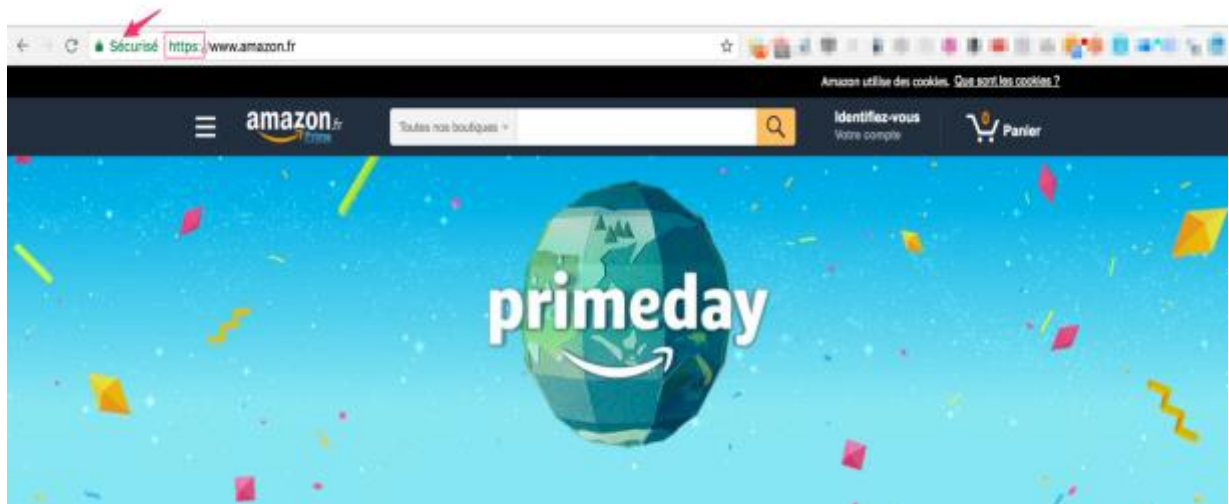 Sécurisé https://www.amazon.fr
Amazon utilise des cookies. Que sont les cookies ?
amazon.fr
Prime
Toutes nos boutiques
Identifiez-vous
Votre compte
0
Panier
primeday